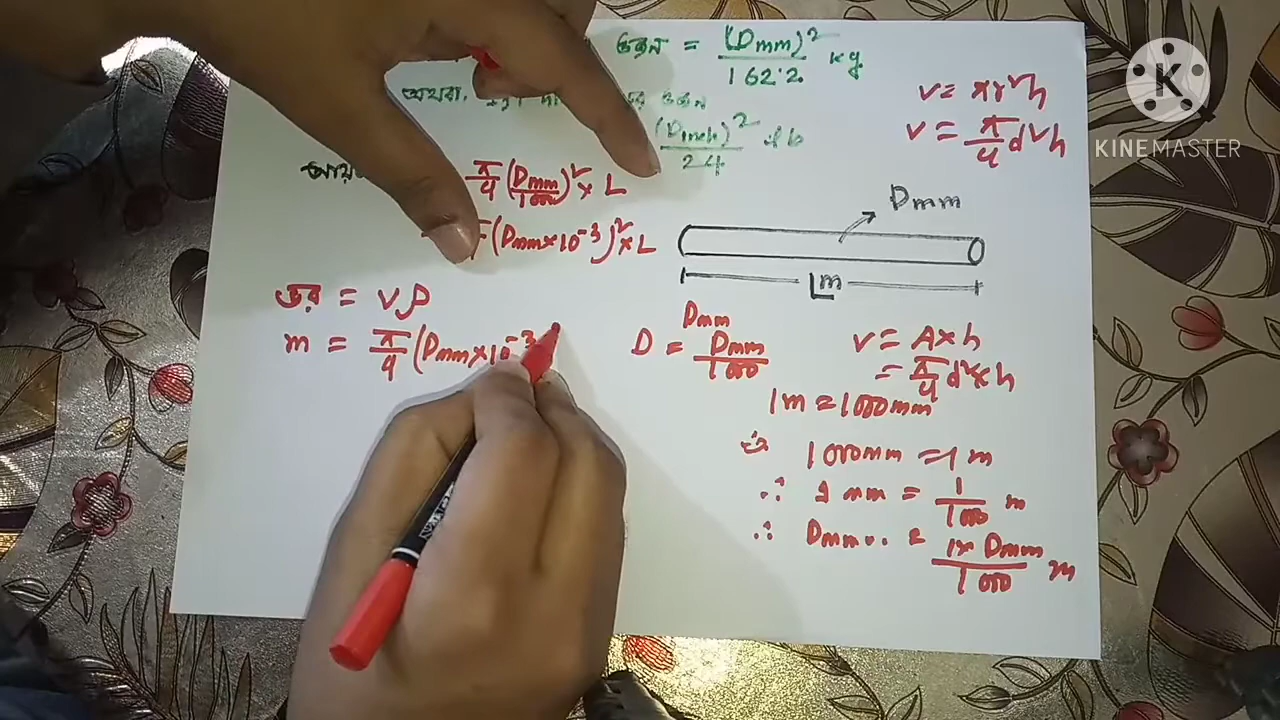 ওজন = (Dmm)² / 162.2 kg
অথবা,
(Dinch)² / 24 lb
π/4 (Dmm/1000)² × L
(Dmm×10⁻³)² × L
ভর = vρ
m = π/4 (Dmm×10⁻³
v = πr²h
v = π/4 d²h
Dmm
Lm
Dmm
D = Dmm/1000
v = A×h
= π/4 d²×h
1m = 1000mm
1000mm = 1 m
∴ 1 mm = 1/1000 m
∴ Dmm ,, = 1×Dmm/1000 m
K
KINEMASTER